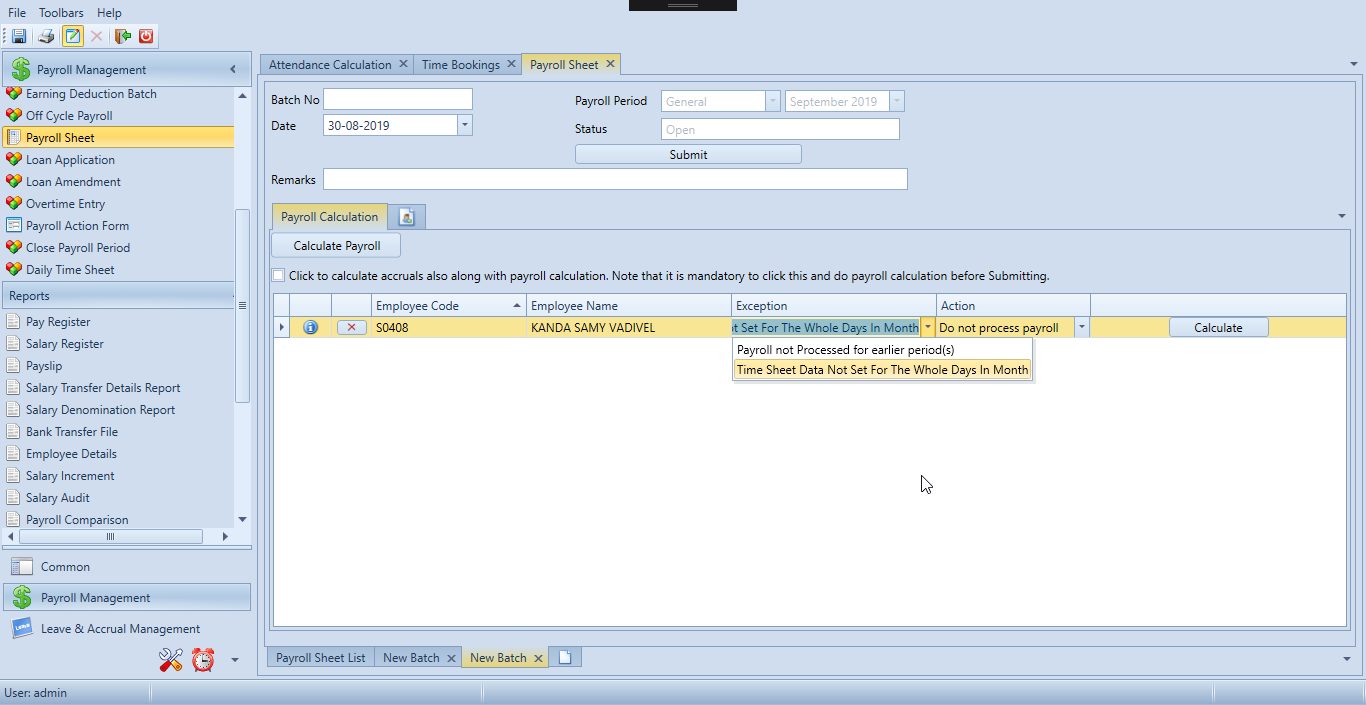 File Toolbars Help
Payroll Management
Earning Deduction Batch
Off Cycle Payroll
Payroll Sheet
Loan Application
Loan Amendment
Overtime Entry
Payroll Action Form
Close Payroll Period
Daily Time Sheet
Reports
Pay Register
Salary Register
Payslip
Salary Transfer Details Report
Salary Denomination Report
Bank Transfer File
Employee Details
Salary Increment
Salary Audit
Payroll Comparison
Common
Payroll Management
Leave & Accrual Management
Attendance Calculation Time Bookings Payroll Sheet
Batch No Payroll Period General September 2019
Date 30-08-2019 Status Open
Submit
Remarks
Payroll Calculation
Calculate Payroll
Click to calculate accruals also along with payroll calculation. Note that it is mandatory to click this and do payroll calculation before Submitting.
Employee Code Employee Name Exception Action
S0408 KANDA SAMY VADIVEL Set For The Whole Days In Month Do not process payroll Calculate
Payroll not Processed for earlier period(s)
Time Sheet Data Not Set For The Whole Days In Month
Payroll Sheet List New Batch New Batch
User: admin